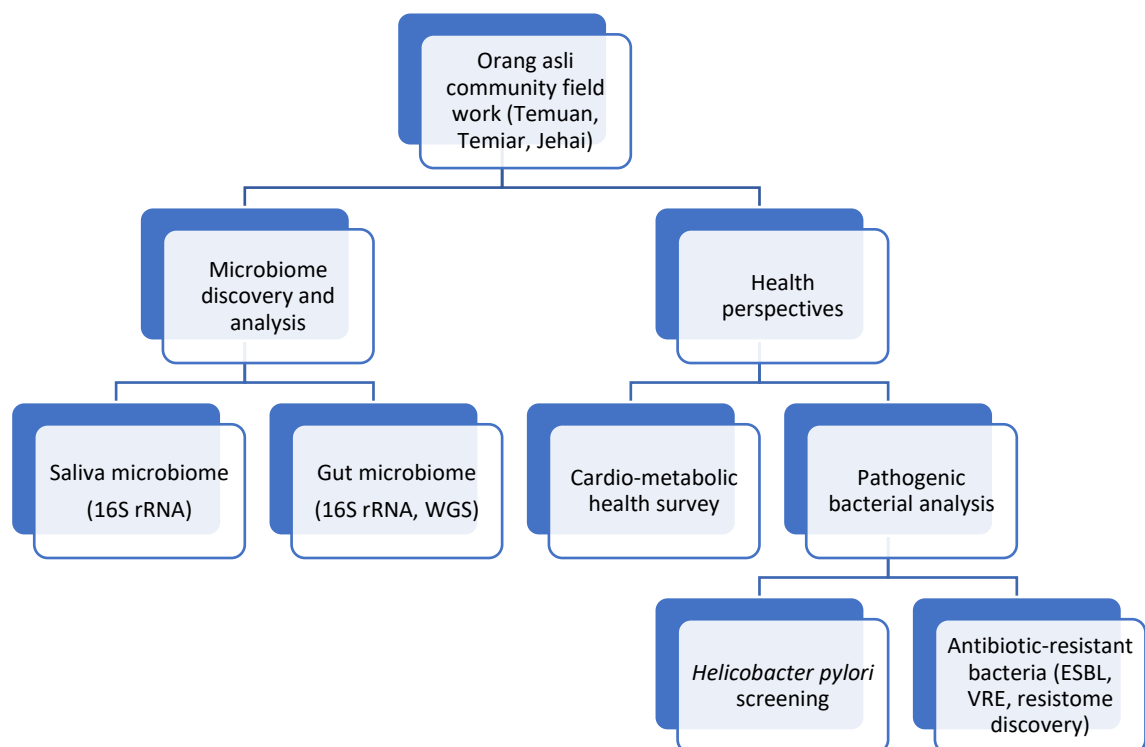 Orang asli
community field
work (Temuan,
Temiar, Jehai)
Microbiome
discovery and
analysis
Health
perspectives
Saliva microbiome
(16S rRNA)
Gut microbiome
(16S rRNA, WGS)
Cardio-metabolic
health survey
Pathogenic
bacterial analysis
Helicobacter pylori
screening
Antibiotic-resistant
bacteria (ESBL,
VRE, resistome
discovery)